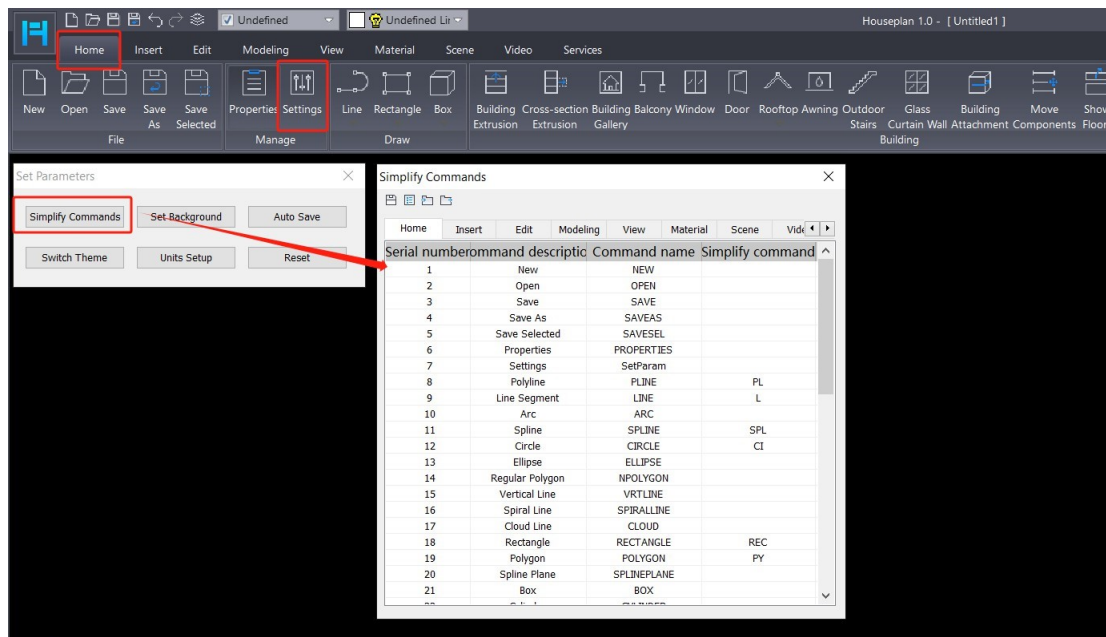 Undefined Undefined Lir Houseplan 1.0 - [ Untitled1 ]
Home Insert Edit Modeling View Material Scene Video Services
New Open Save Save As Save Selected Properties Settings Line Rectangle Box Building Extrusion Cross-section Extrusion Building Gallery Balcony Window Door Rooftop Awning Outdoor Stairs Glass Curtain Wall Building Attachment Move Components Show Floor
File Manage Draw Building
Set Parameters
Simplify Commands Set Background Auto Save
Switch Theme Units Setup Reset
Simplify Commands
Home Insert Edit Modeling View Material Scene Vide
Serial number ommand descriptio Command name Simplify command
1 New NEW
2 Open OPEN
3 Save SAVE
4 Save As SAVEAS
5 Save Selected SAVESEL
6 Properties PROPERTIES
7 Settings SetParam
8 Polyline PLINE PL
9 Line Segment LINE L
10 Arc ARC
11 Spline SPLINE SPL
12 Circle CIRCLE CI
13 Ellipse ELLIPSE
14 Regular Polygon NPOLYGON
15 Vertical Line VRTLINE
16 Spiral Line SPIRALLINE
17 Cloud Line CLOUD
18 Rectangle RECTANGLE REC
19 Polygon POLYGON PY
20 Spline Plane SPLINEPLANE
21 Box BOX